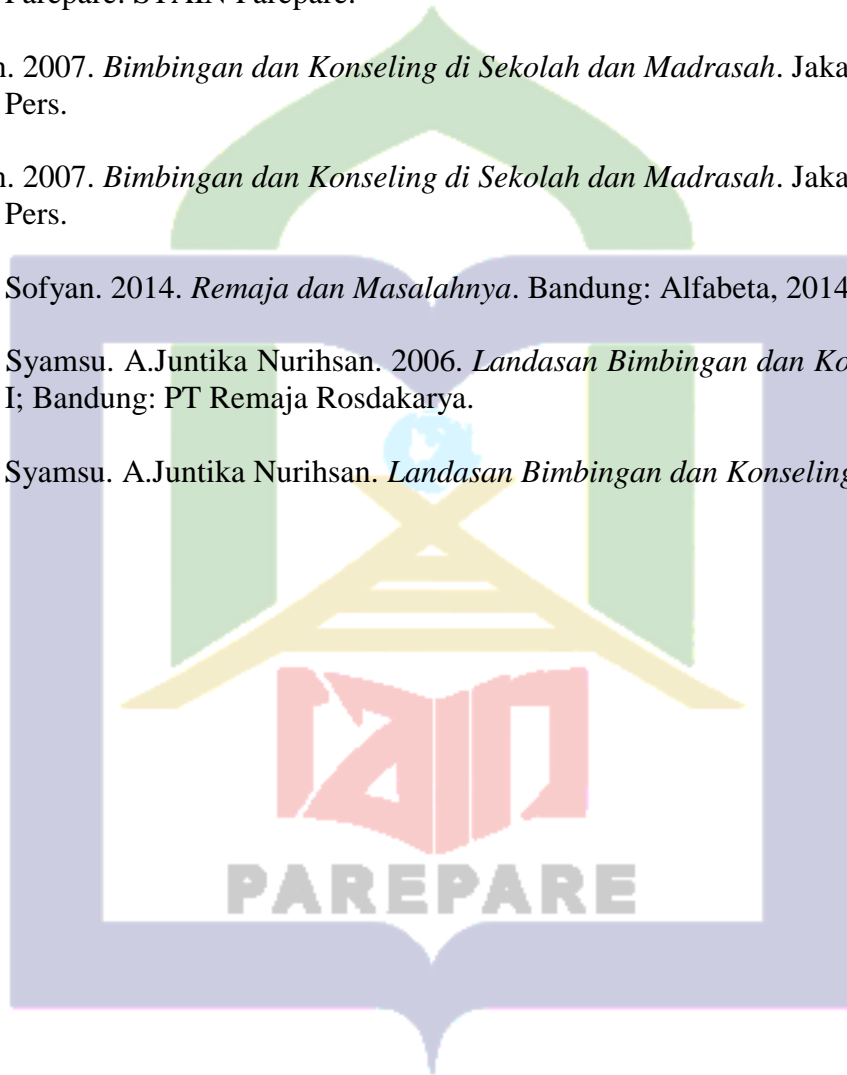 Parepare: STAIN Parepare.
n. 2007. Bimbingan dan Konseling di Sekolah dan Madrasah. Jaka
Pers.
n. 2007. Bimbingan dan Konseling di Sekolah dan Madrasah. Jaka
Pers.
Sofyan. 2014. Remaja dan Masalahnya. Bandung: Alfabeta, 2014
Syamsu. A.Juntika Nurihsan. 2006. Landasan Bimbingan dan Ko
I; Bandung: PT Remaja Rosdakarya.
Syamsu. A.Juntika Nurihsan. Landasan Bimbingan dan Konseling
iain
PAREPARE